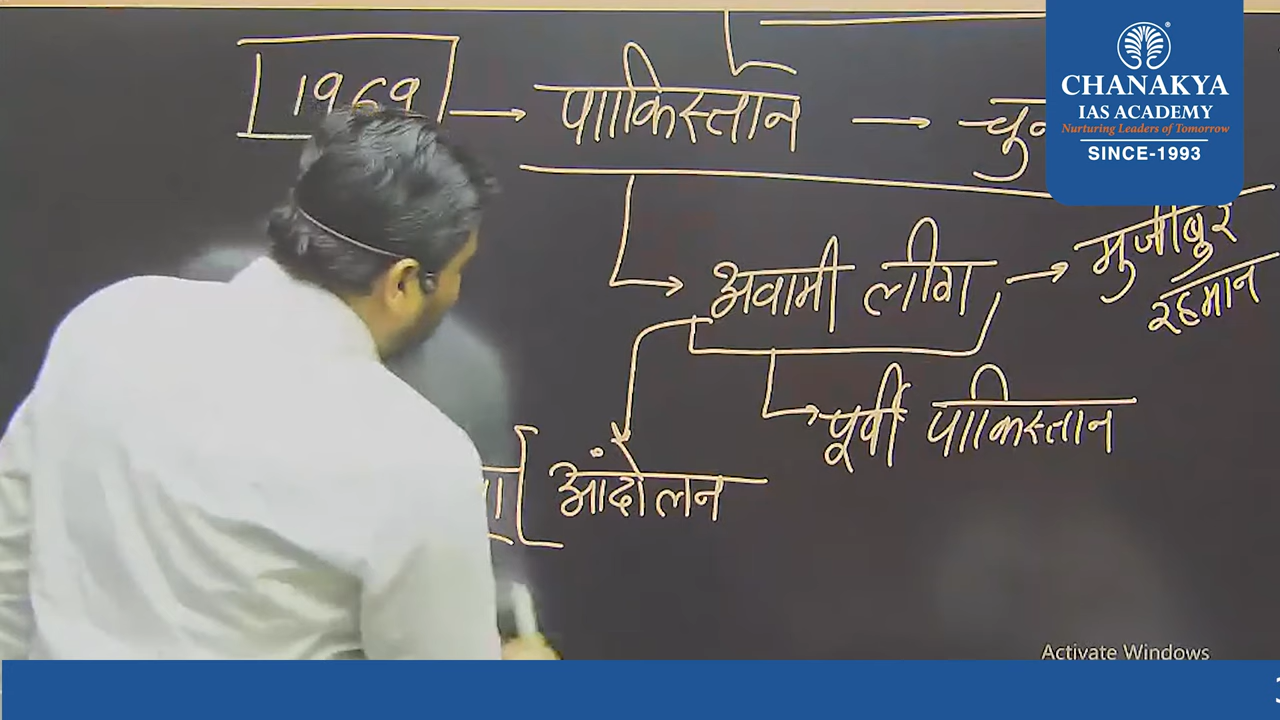 1969 → पाकिस्तान →
अवामी लीग → मुजीबुर
रहमान
पूर्वी पाकिस्तान
आंदोलन
CHANAKYA
IAS ACADEMY
Nurturing Leaders of Tomorrow
SINCE-1993
Activate Windows